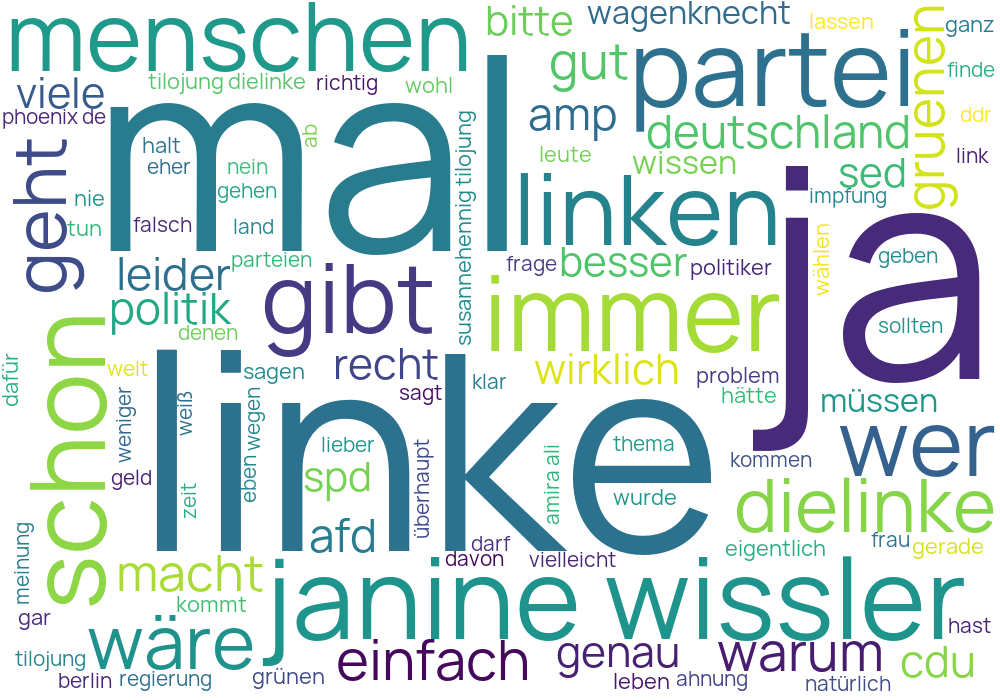 menschen
bitte
wagenknecht
lassen
gruenen
ganz
viele
tilojung dielinke
richtig
wohl
gut
partei
finde
phoenix de
mal
ab
amp
deutschland
ddr
halt
eher
nein
gehen
susannehennig tilojung
leute
wissen
sed
link
geht
nie
tun
falsch
land
linken
ja
impfung
leider
parteien
frage
besser
politiker
wählen
geben
politik
denen
gibt
immer
sollten
schon
welt
sagen
recht
klar
wirklich
problem
hätte
müssen
dafür
weniger
weiß
linke
sagt
wegen
eben
lieber
überhaupt
amira ali
thema
wer
kommen
geld
zeit
spd
wurde
dielinke
afd
darf
davon
vielleicht
eigentlich
frau
gerade
meinung
macht
janine wissler
gar
kommt
hast
wäre
einfach
genau
warum
cdu
tilojung
berlin
regierung
grünen
leben
ahnung
natürlich